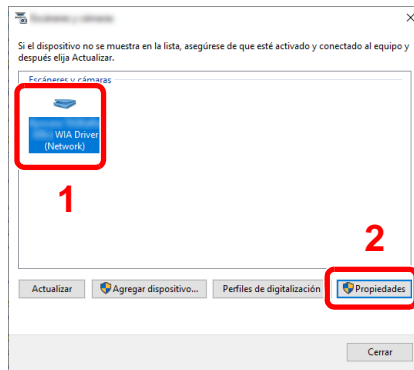 Si el dispositivo no se muestra en la lista, asegúrese de que esté activado y conectado al equipo y
después elija Actualizar.
Escáneres y cámaras
WIA Driver
(Network)
1
2
Actualizar
Agregar dispositivo...
Perfiles de digitalización
Propiedades
Cerrar